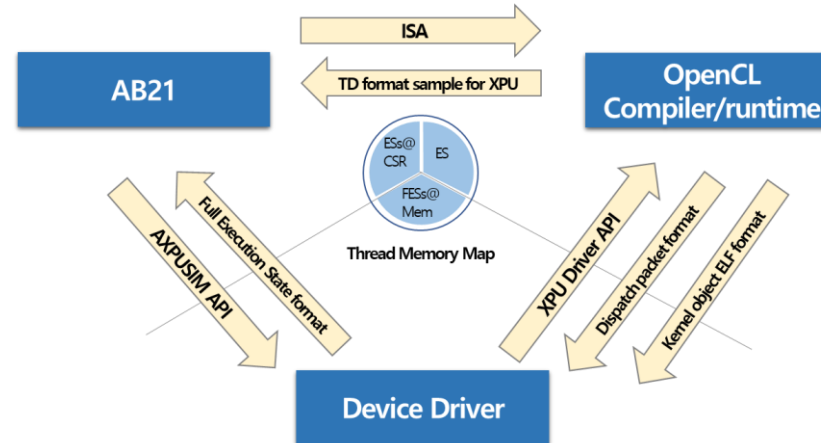 ISA
AB21
TD format sample for XPU
OpenCL
Compiler/runtime
ESs@
CSR
ES
FESs@
Mem
Thread Memory Map
AXPUSIM API
Full Execution State format
XPU Driver API
Dispatch packet format
Kernel object ELF format
Device Driver